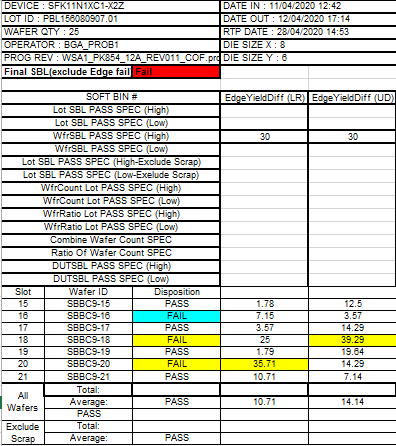 DEVICE : SFK11N1XC1-X2Z DATE IN : 11/04/2020 12:42
LOT ID : PBL156080907.01 DATE OUT : 12/04/2020 17:14
WAFER QTY : 25 RTP DATE : 28/04/2020 14:53
OPERATOR : BGA_PROB1 DIE SIZE X : 8
PROG REV : WSA1_PK854_12A_REV011_COF.pro DIE SIZE Y : 6
Final SBL(exclude Edge fail Fail
SOFT BIN # EdgeYieldDiff (LR) EdgeYieldDiff (UD)
Lot SBL PASS SPEC (High)
Lot SBL PASS SPEC (Low)
WfrSBL PASS SPEC (High) 30 30
WfrSBL PASS SPEC (Low)
Lot SBL PASS SPEC (High-Exclude Scrap)
Lot SBL PASS SPEC (Low-Exelude Scrap)
WfrCount Lot PASS SPEC (High)
WfrCount Lot PASS SPEC (Low)
WfrRatio Lot PASS SPEC (High)
WfrRatio Lot PASS SPEC (Low)
Combine Wafer Count SPEC
Ratio Of Wafer Count SPEC
DUTSBL PASS SPEC (High)
DUTSBL PASS SPEC (Low)
Slot Wafer ID Disposition
15 SBBC9-15 PASS 1.78 12.5
16 SBBC9-16 FAIL 7.15 3.57
17 SBBC9-17 PASS 3.57 14.29
18 SBBC9-18 FAIL 25 39.29
19 SBBC9-19 PASS 1.79 19.64
20 SBBC9-20 FAIL 35.71 14.29
21 SBBC9-21 PASS 10.71 7.14
All Wafers Total:
Average: PASS 10.71 14.14
PASS
Exclude Scrap Total:
Average: PASS